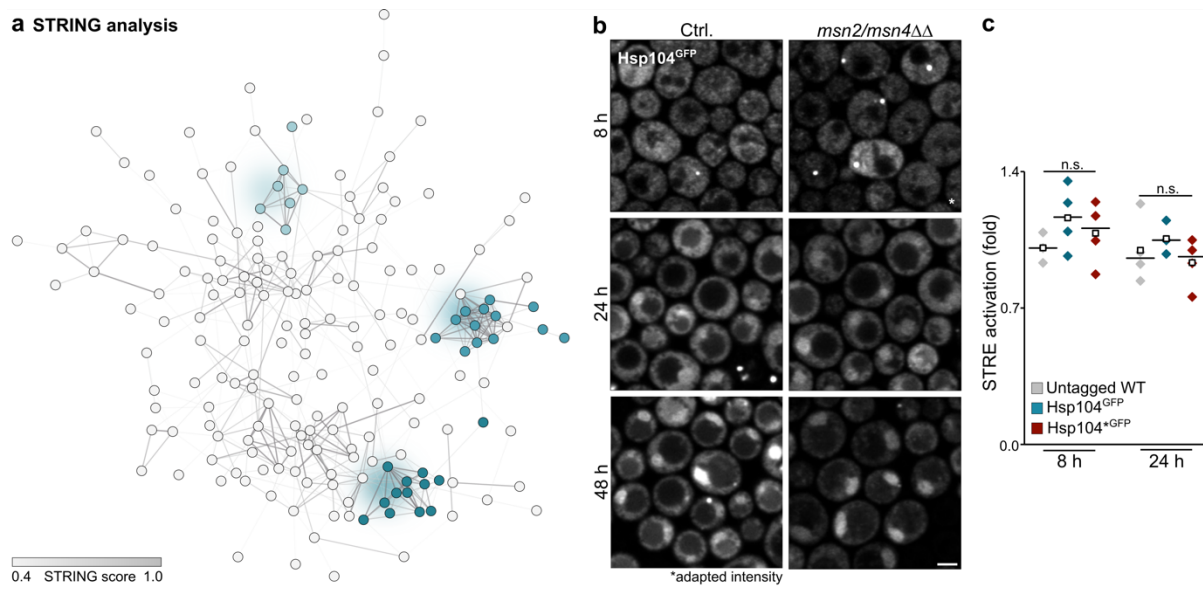 a STRING analysis
0.4 STRING score 1.0
b
Ctrl.
msn2/msn4ΔΔ
Hsp104GFP
8 h
*
24 h
48 h
*adapted intensity
c
STRE activation (fold)
1.4
0.7
0.0
n.s.
n.s.
Untagged WT
Hsp104GFP
Hsp104*GFP
8 h
24 h